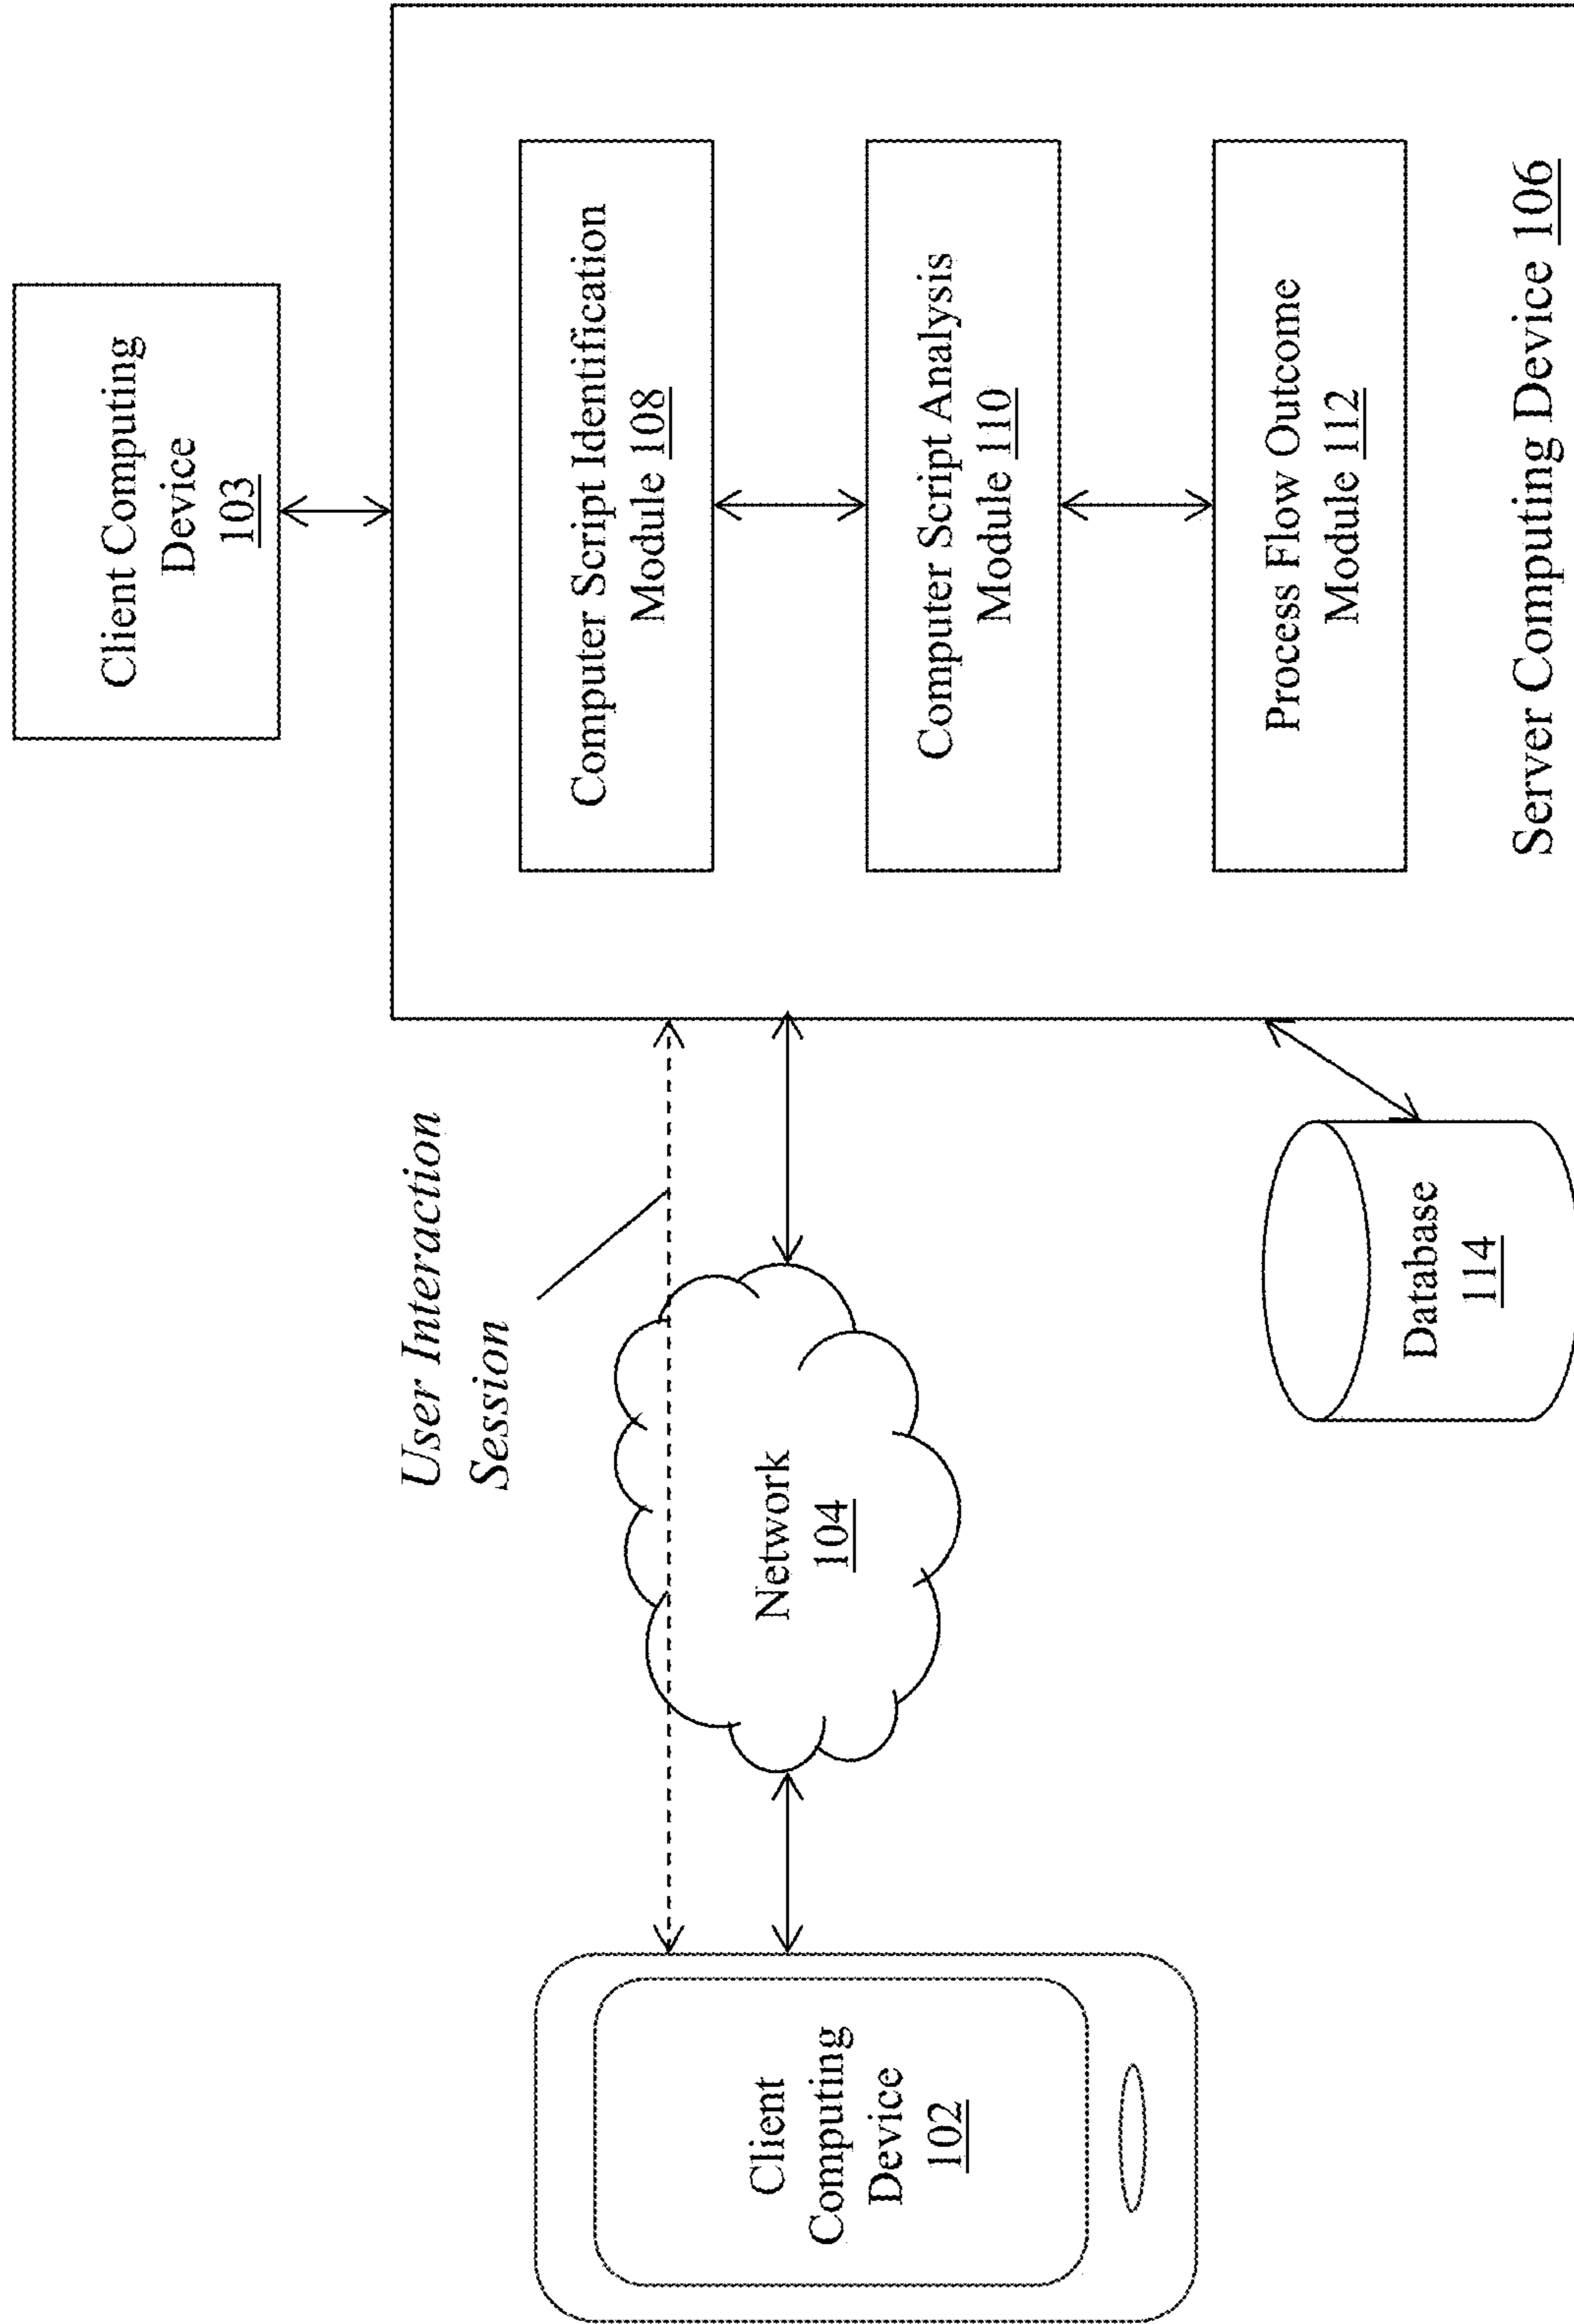 Client Computing
Device
103
User Interaction
Session
Computer Script Identification
Module 108
Client
Computing
Device
102
Network
104
Computer Script Analysis
Module 110
Database
114
Process Flow Outcome
Module 112
Server Computing Device 106